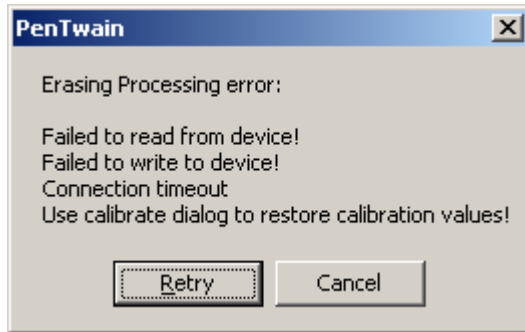 PenTwain
Erasing Processing error:
Failed to read from device!
Failed to write to device!
Connection timeout
Use calibrate dialog to restore calibration values!
Retry
Cancel